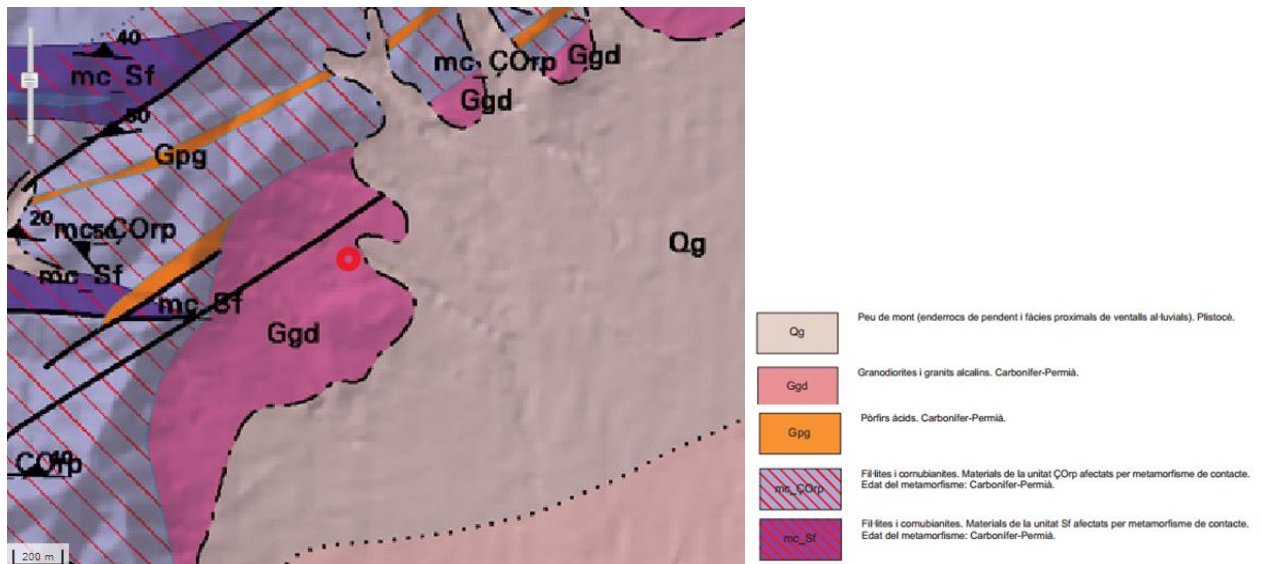 40
mc_Sf
50
mc_ÇOrp
Ggd
Ggd
Gpg
20
mc_ÇOrp
mc_Sf
mc_Sf
Qg
Ggd
ÇOrp
200 m
Qg
Peu de mont (enderrocs de pendent i fàcies proximals de ventalls al·luvials). Plistocè.
Ggd
Granodiorites i granits alcalins. Carbonífer-Permià.
Gpg
Pòrfirs àcids. Carbonífer-Permià.
mc_ÇOrp
Fil·lites i cornubianites. Materials de la unitat ÇOrp afectats per metamorfisme de contacte.
Edat del metamorfisme: Carbonífer-Permià.
mc_Sf
Fil·lites i cornubianites. Materials de la unitat Sf afectats per metamorfisme de contacte.
Edat del metamorfisme: Carbonífer-Permià.